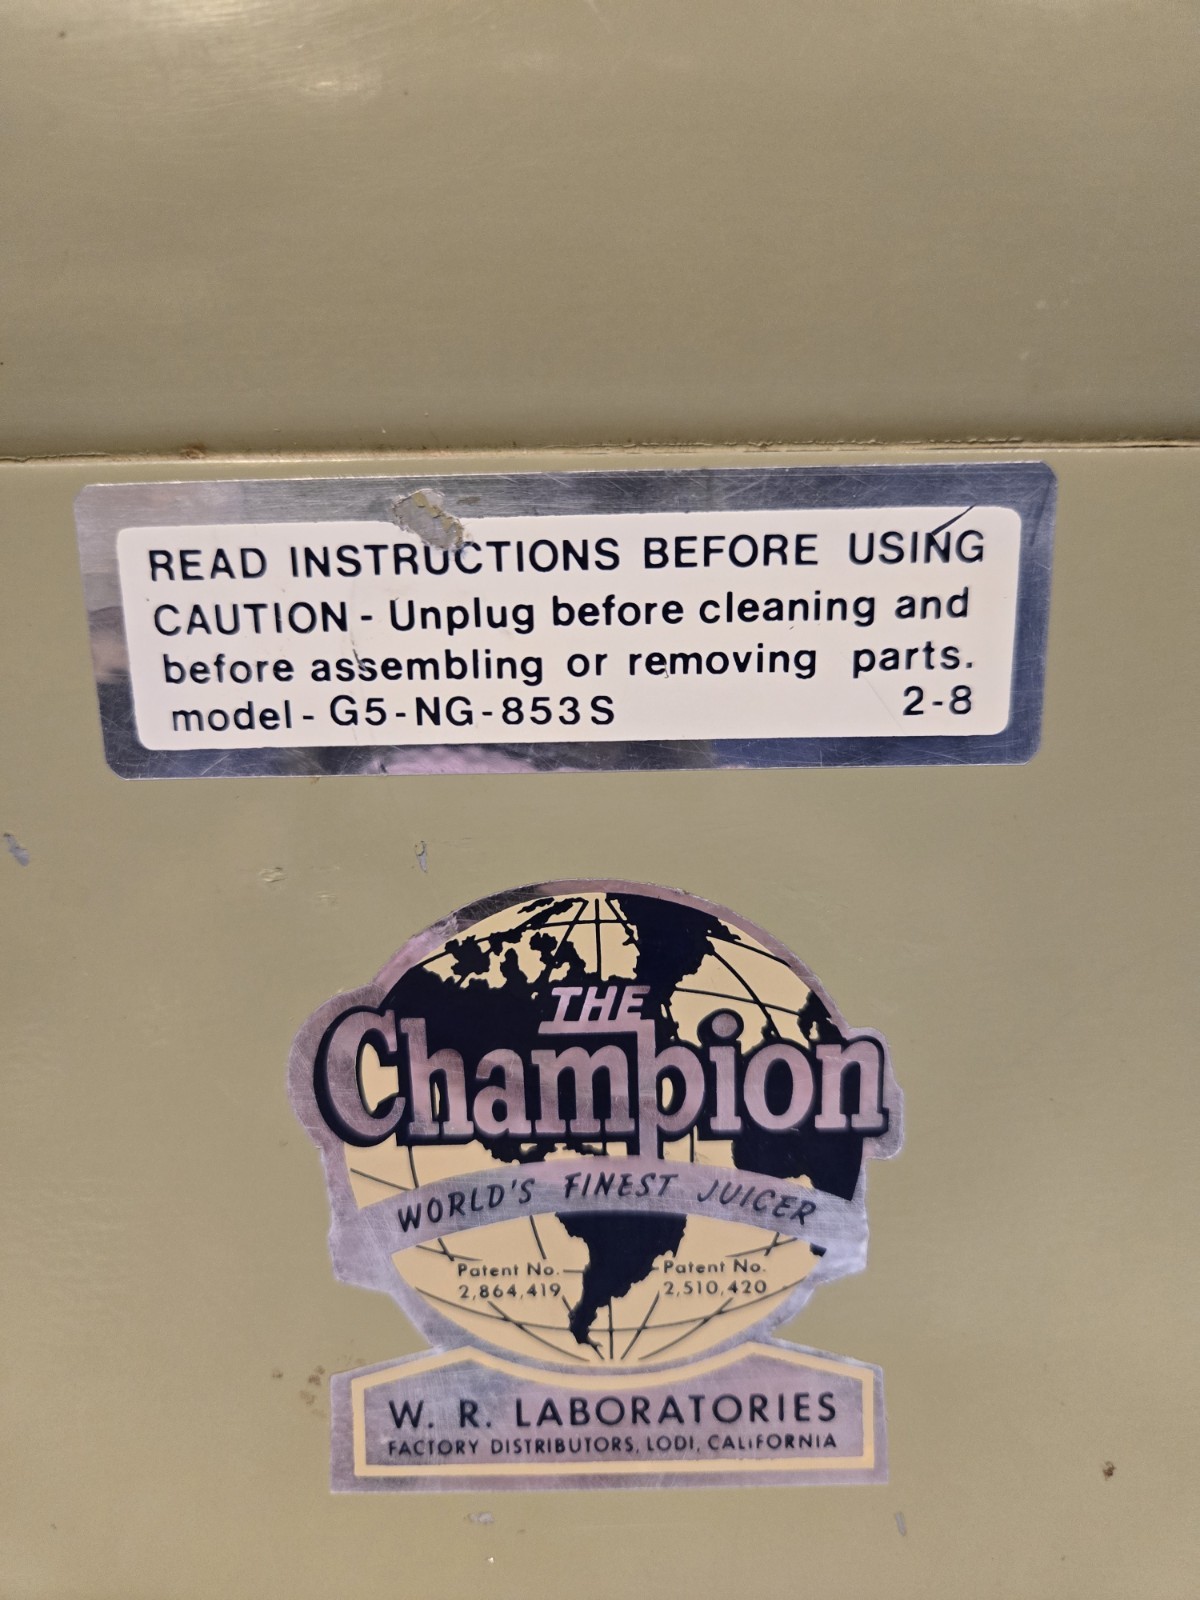 READ INSTRUCTIONS BEFORE USING
CAUTION - Unplug before cleaning and
before assembling or removing parts.
model - G5-NG-853S 2-8
THE
Champion
WORLD'S FINEST JUICER
Patent No. 2,864,419
Patent No. 2,510,420
W. R. LABORATORIES
FACTORY DISTRIBUTORS, LODI, CALIFORNIA